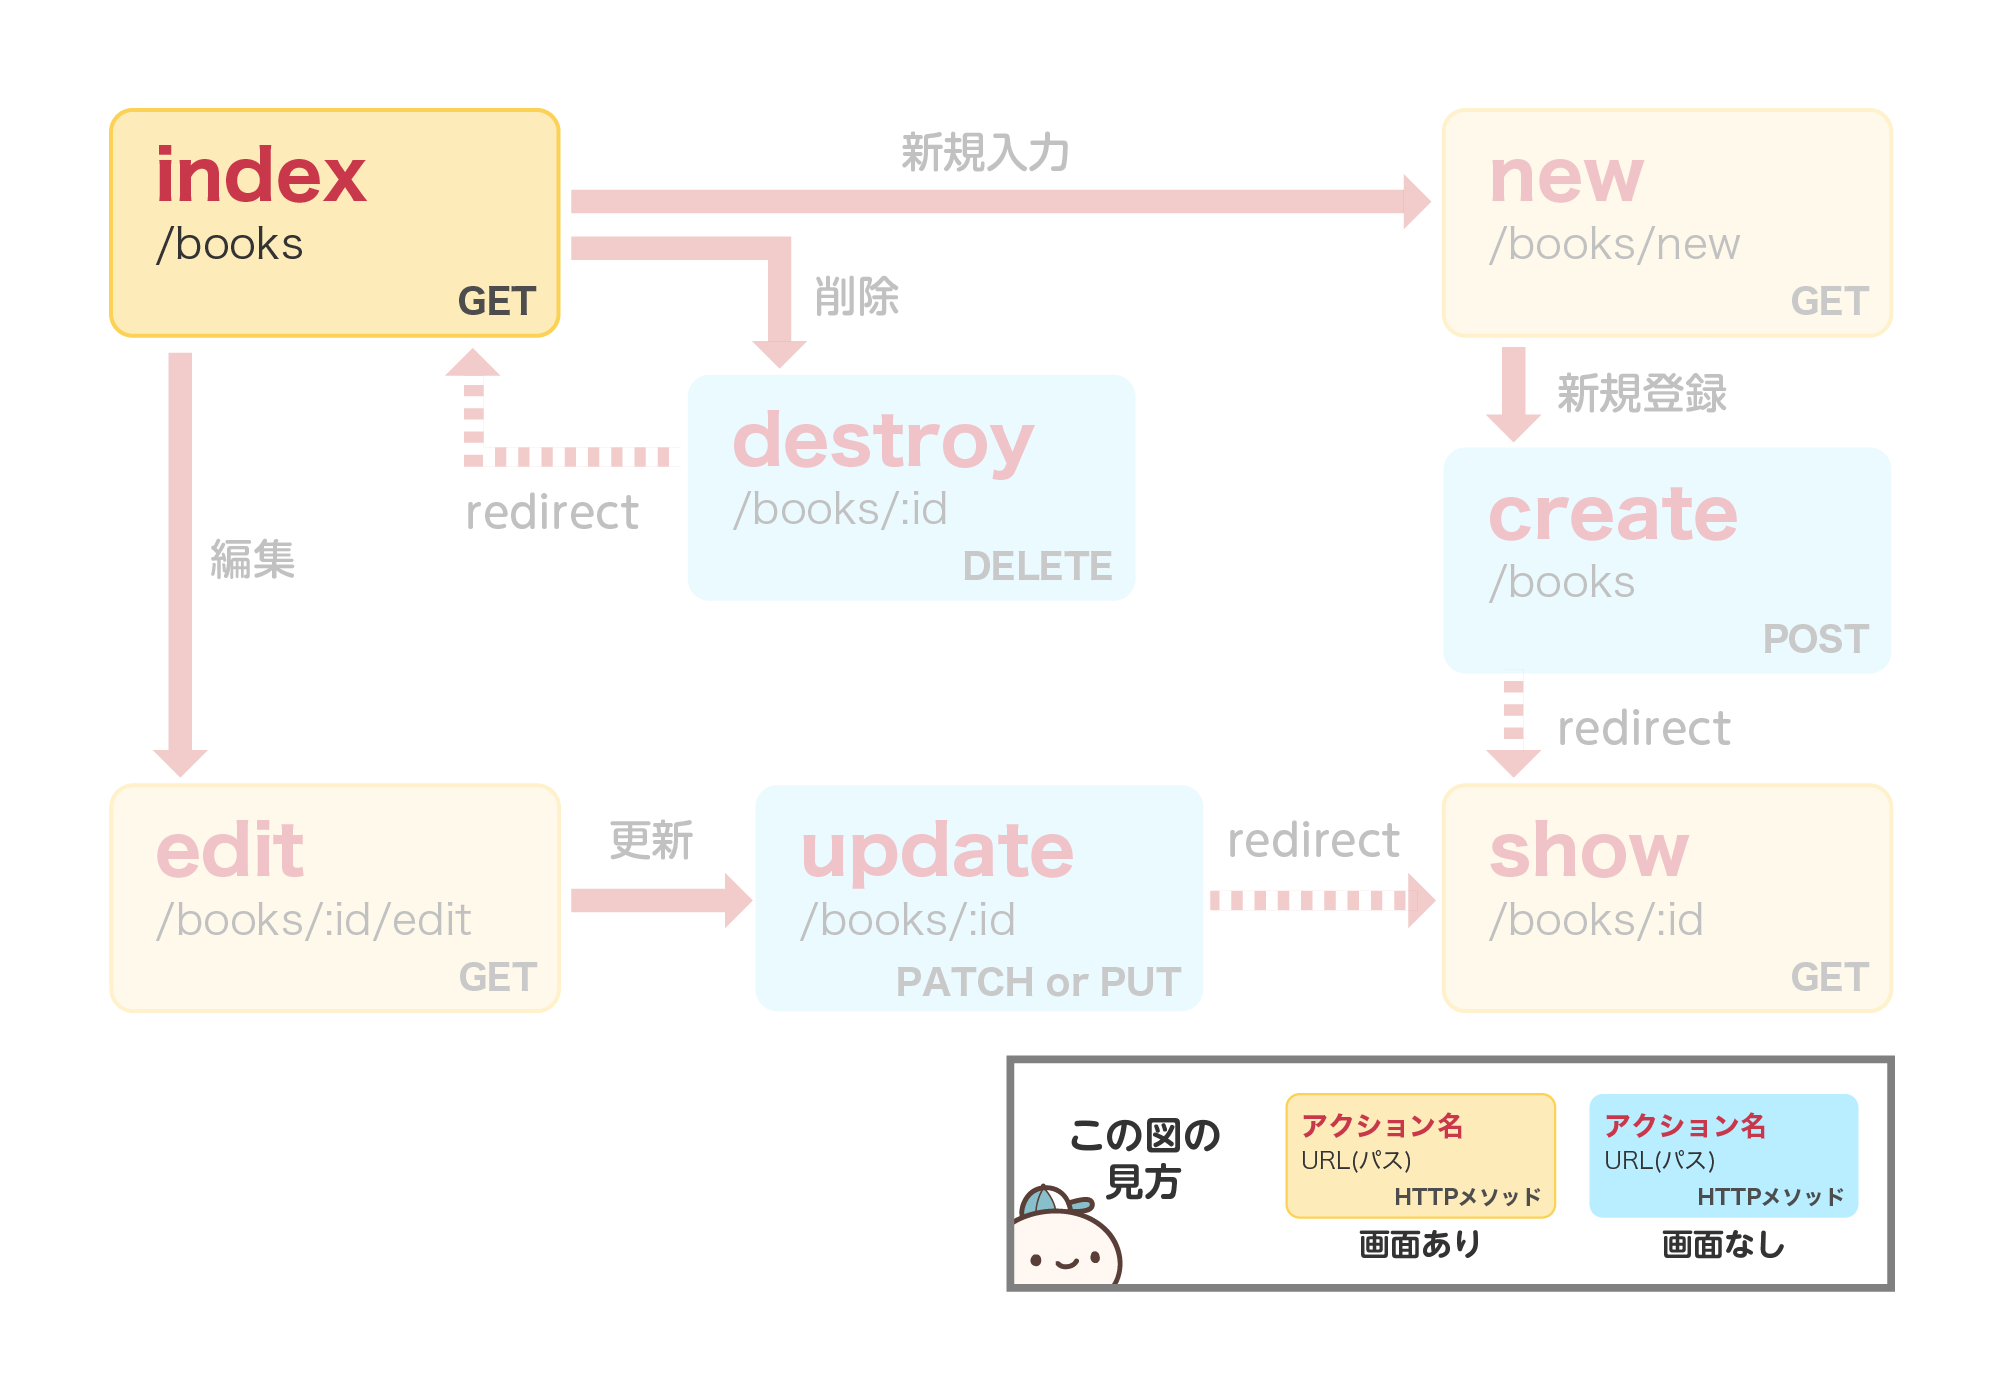 index
/books
GET
新規入力
new
/books/new
GET
削除
destroy
/books/:id
DELETE
redirect
新規登録
create
/books
POST
編集
redirect
edit
/books/:id/edit
GET
更新
update
/books/:id
PATCH or PUT
redirect
show
/books/:id
GET
この図の
見方
アクション名
URL(パス)
HTTPメソッド
画面あり
アクション名
URL(パス)
HTTPメソッド
画面なし